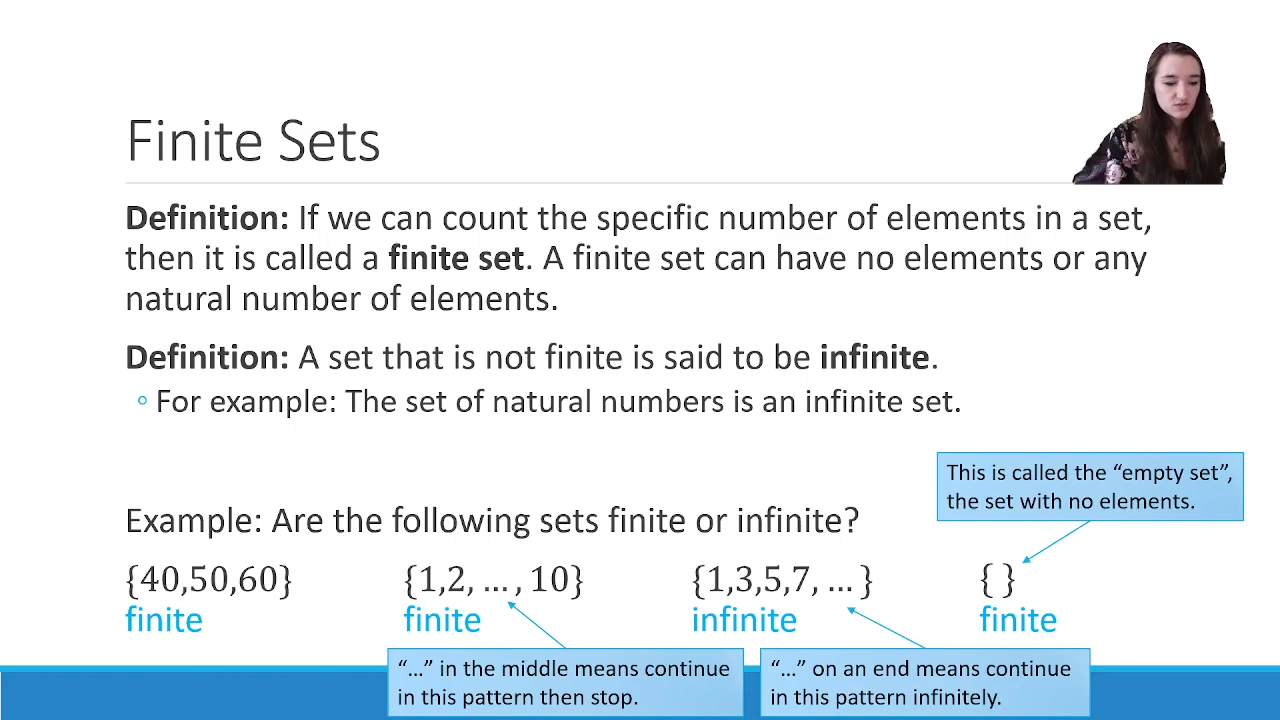 Finite Sets
Definition: If we can count the specific number of elements in a set,
then it is called a finite set. A finite set can have no elements or any
natural number of elements.
Definition: A set that is not finite is said to be infinite.
For example: The set of natural numbers is an infinite set.
This is called the “empty set”,
the set with no elements.
Example: Are the following sets finite or infinite?
{40,50,60} {1,2, … , 10} {1,3,5,7, … } { }
finite finite infinite finite
“…” in the middle means continue
in this pattern then stop.
“…” on an end means continue
in this pattern infinitely.